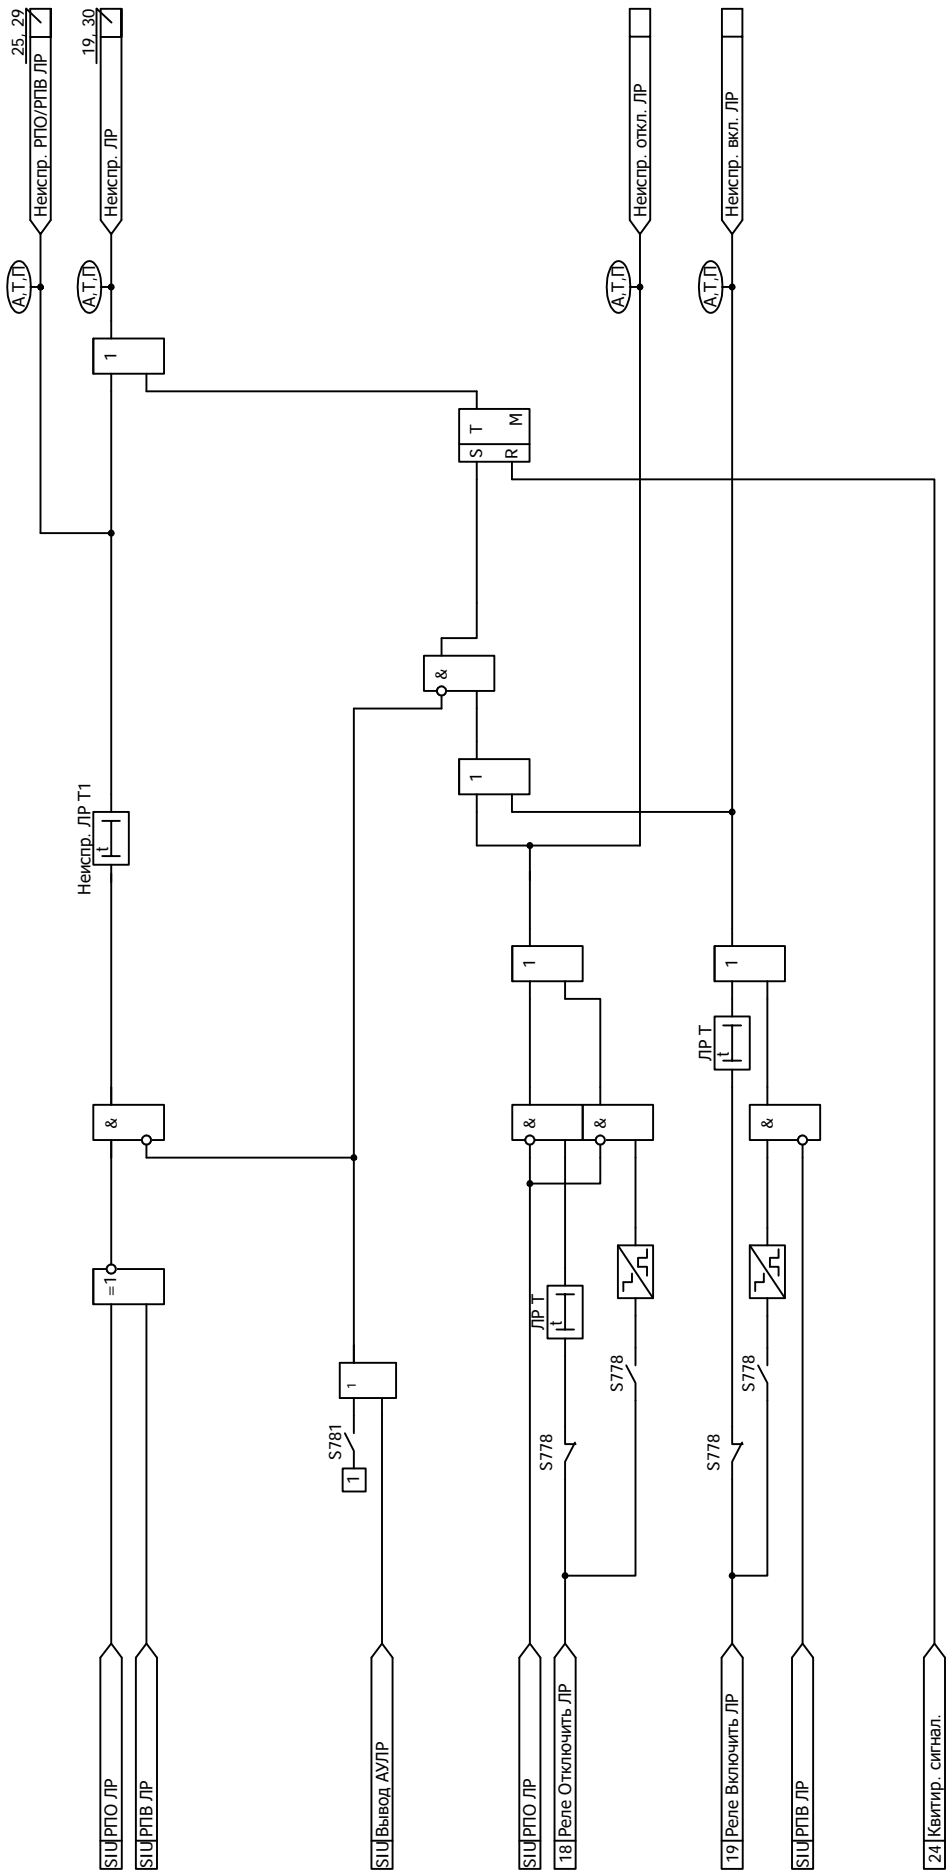 SIU РПО ЛР
SIU РПВ ЛР
=1
&
Неиспр. ЛР Т1
t
1
А,Т,П
Неиспр. РПО/РПВ ЛР
25, 29
А,Т,П
Неиспр. ЛР
19, 30
SIU Вывод АУЛР
1
S781
1
&
1
S T
R M
SIU РПО ЛР
18 Реле Отключить ЛР
S778
S778
ЛР Т
t
&
&
1
А,Т,П
Неиспр. откл. ЛР
19 Реле Включить ЛР
SIU РПВ ЛР
S778
S778
&
ЛР Т
t
1
А,Т,П
Неиспр. вкл. ЛР
24 Квитир. сигнал.